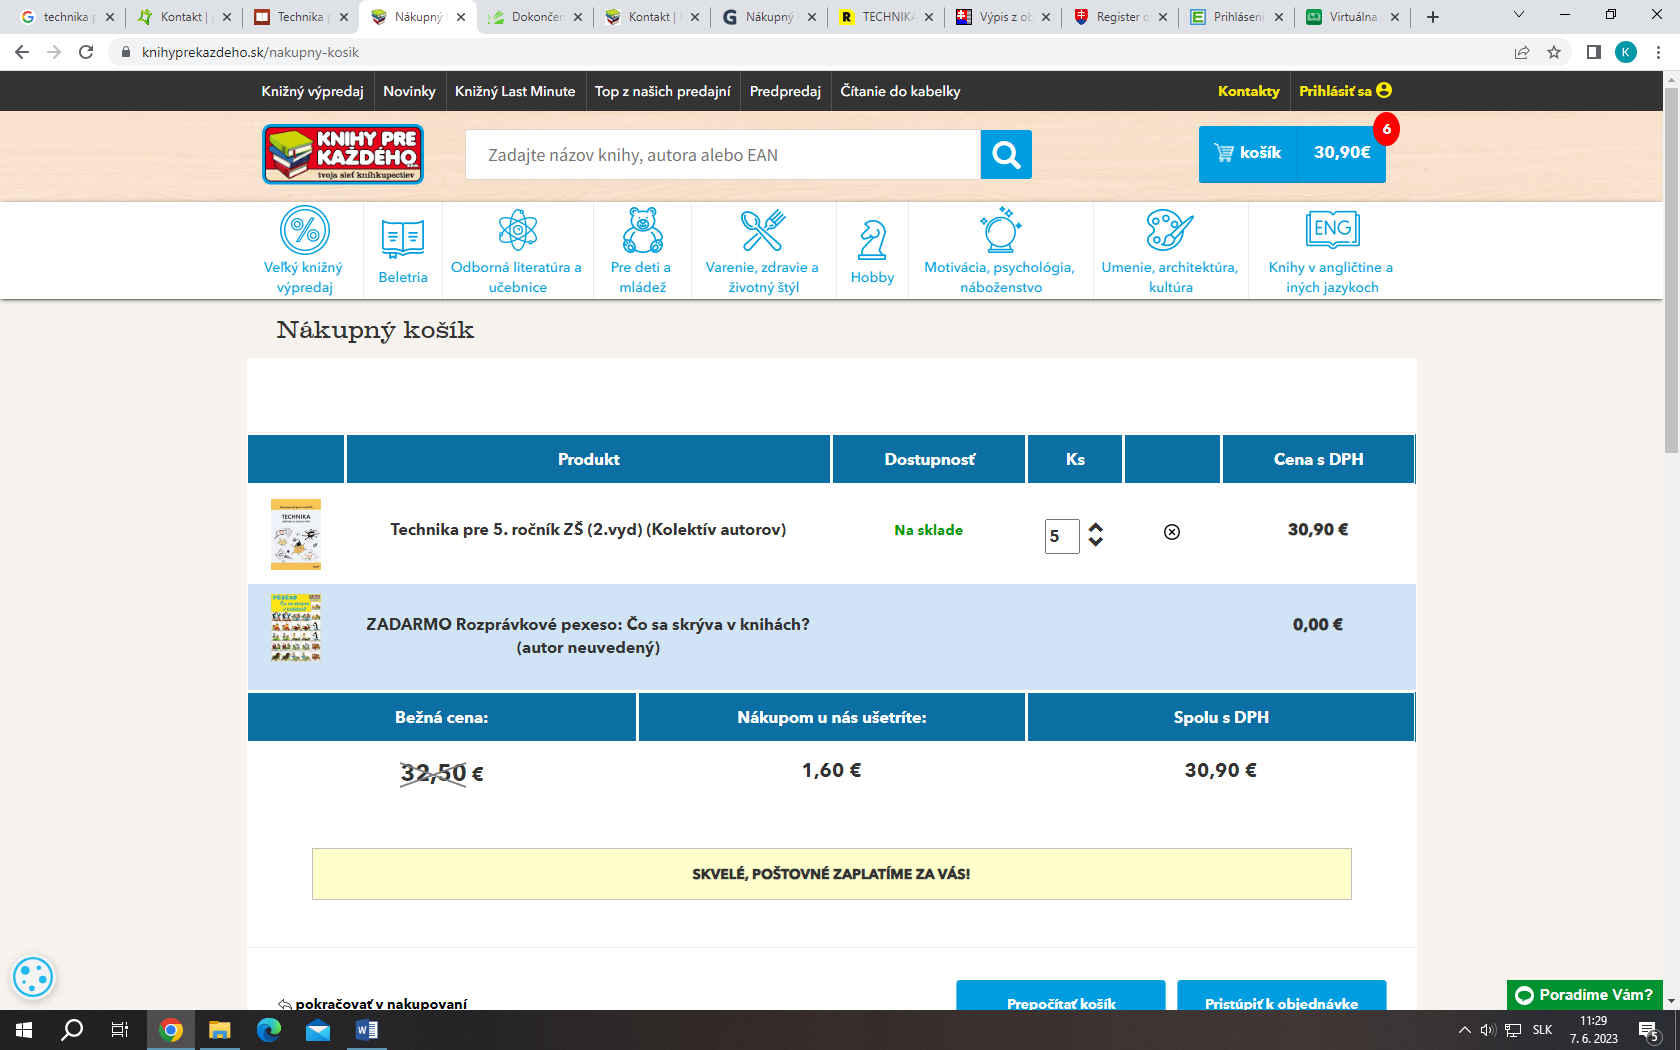 technika
Kontakt |
Technika
Nákupný
Dokončen
Kontakt |
Nákupný
TECHNIKA
Výpis z ob
Register o
Prihláseni
Virtuálna
knihyprekazdeho.sk/nakupny-kosik
K
Knižný výpredaj
Novinky
Knižný Last Minute
Top z našich predajní
Predpredaj
Čítanie do kabelky
Kontakty
Prihlásiť sa
KNIHY PRE
KAŽDÉHO s.r.o.
tvoja sieť kníhkupectiev
Zadajte názov knihy, autora alebo EAN
košík
30,90€
6
Veľký knižný
výpredaj
Beletria
Odborná literatúra a
učebnice
Pre deti a
mládež
Varenie, zdravie a
životný štýl
Hobby
Motivácia, psychológia,
náboženstvo
Umenie, architektúra,
kultúra
ENG
Knihy v angličtine a
iných jazykoch
Nákupný košík
Produkt
Dostupnosť
Ks
Cena s DPH
TECHNIKA
Technika pre 5. ročník ZŠ (2.vyd) (Kolektív autorov)
Na sklade
5
30,90 €
PEXESO
Čo sa skrýva
v knihách?
ZADARMO Rozprávkové pexeso: Čo sa skrýva v knihách?
(autor neuvedený)
0,00 €
Bežná cena:
Nákupom u nás ušetríte:
Spolu s DPH
32,50 €
1,60 €
30,90 €
SKVELÉ, POŠTOVNÉ ZAPLATÍME ZA VÁS!
pokračovať v nakupovaní
Prepočítať košík
Pristúpiť k objednávke
Poradíme Vám?
SLK
11:29
7. 6. 2023
5